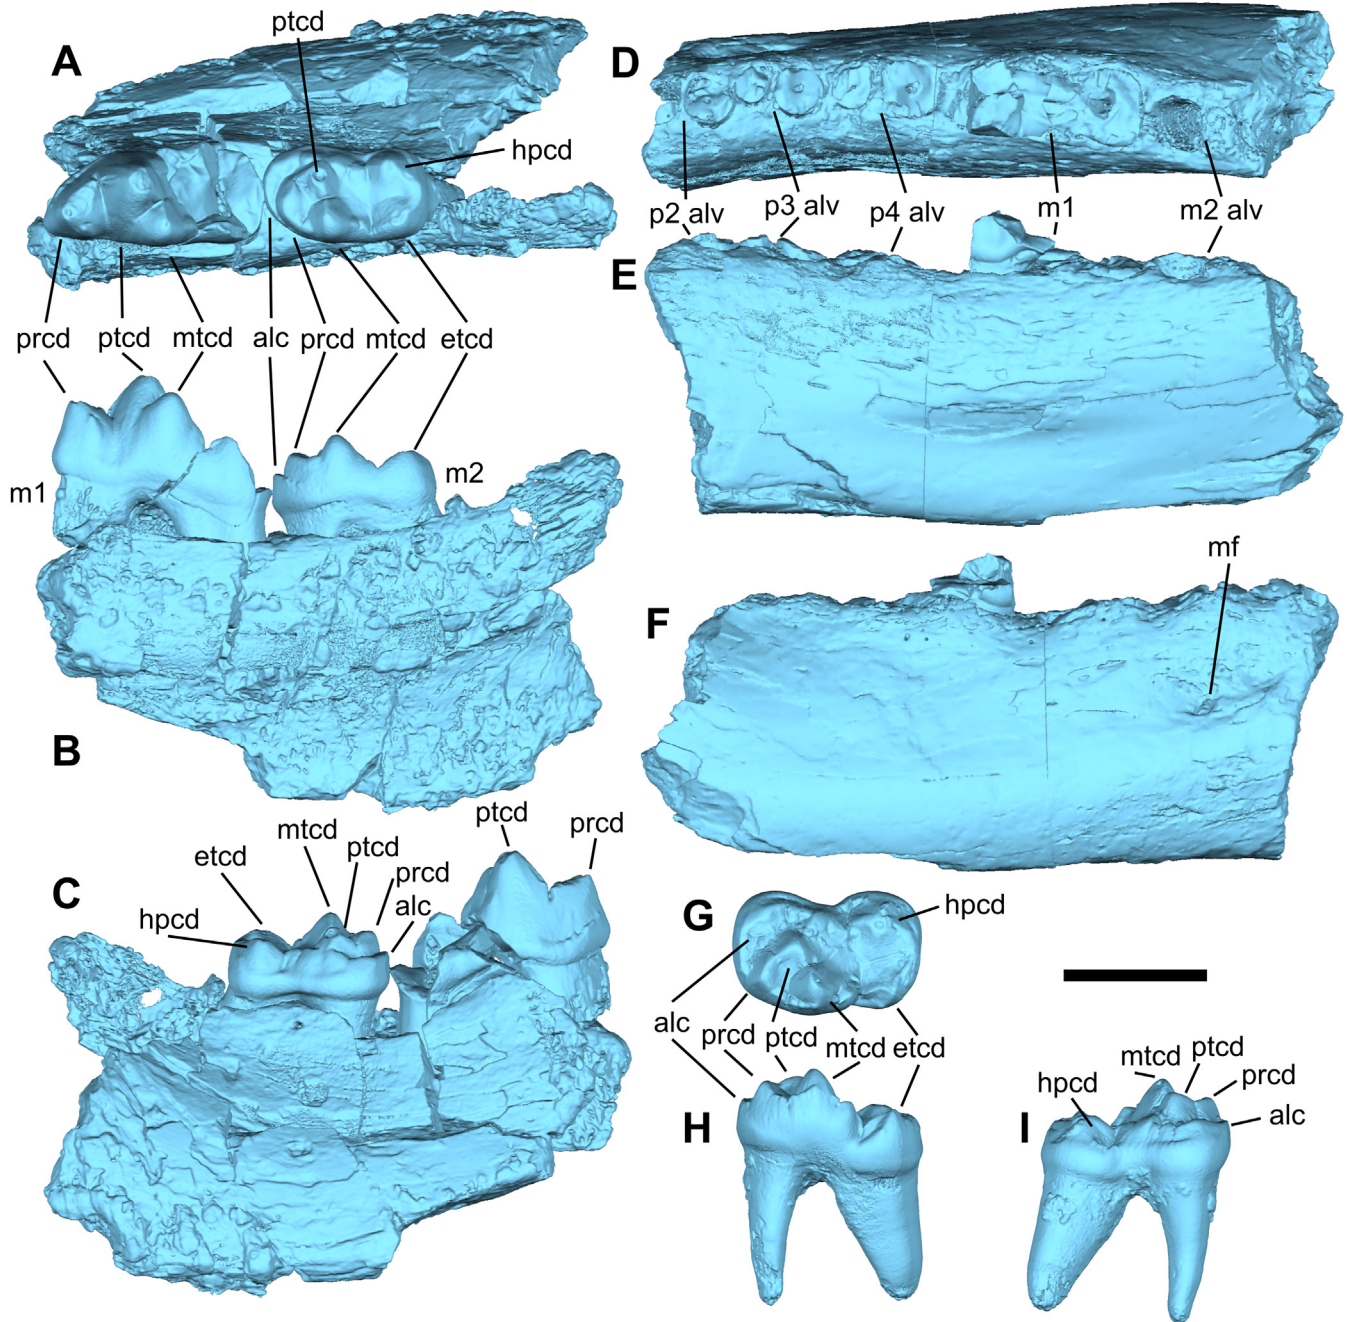 A
ptcd
hpcd
prcd ptcd mtcd alc prcd mtcd etcd
m1
m2
B
C
etcd
hpcd
mtcd
ptcd
prcd
alc
ptcd
prcd
D
p2 alv p3 alv p4 alv m1 m2 alv
E
F
mf
G
hpcd
alc prcd ptcd mtcd etcd
H
I
hpcd
mtcd
ptcd
prcd
alc